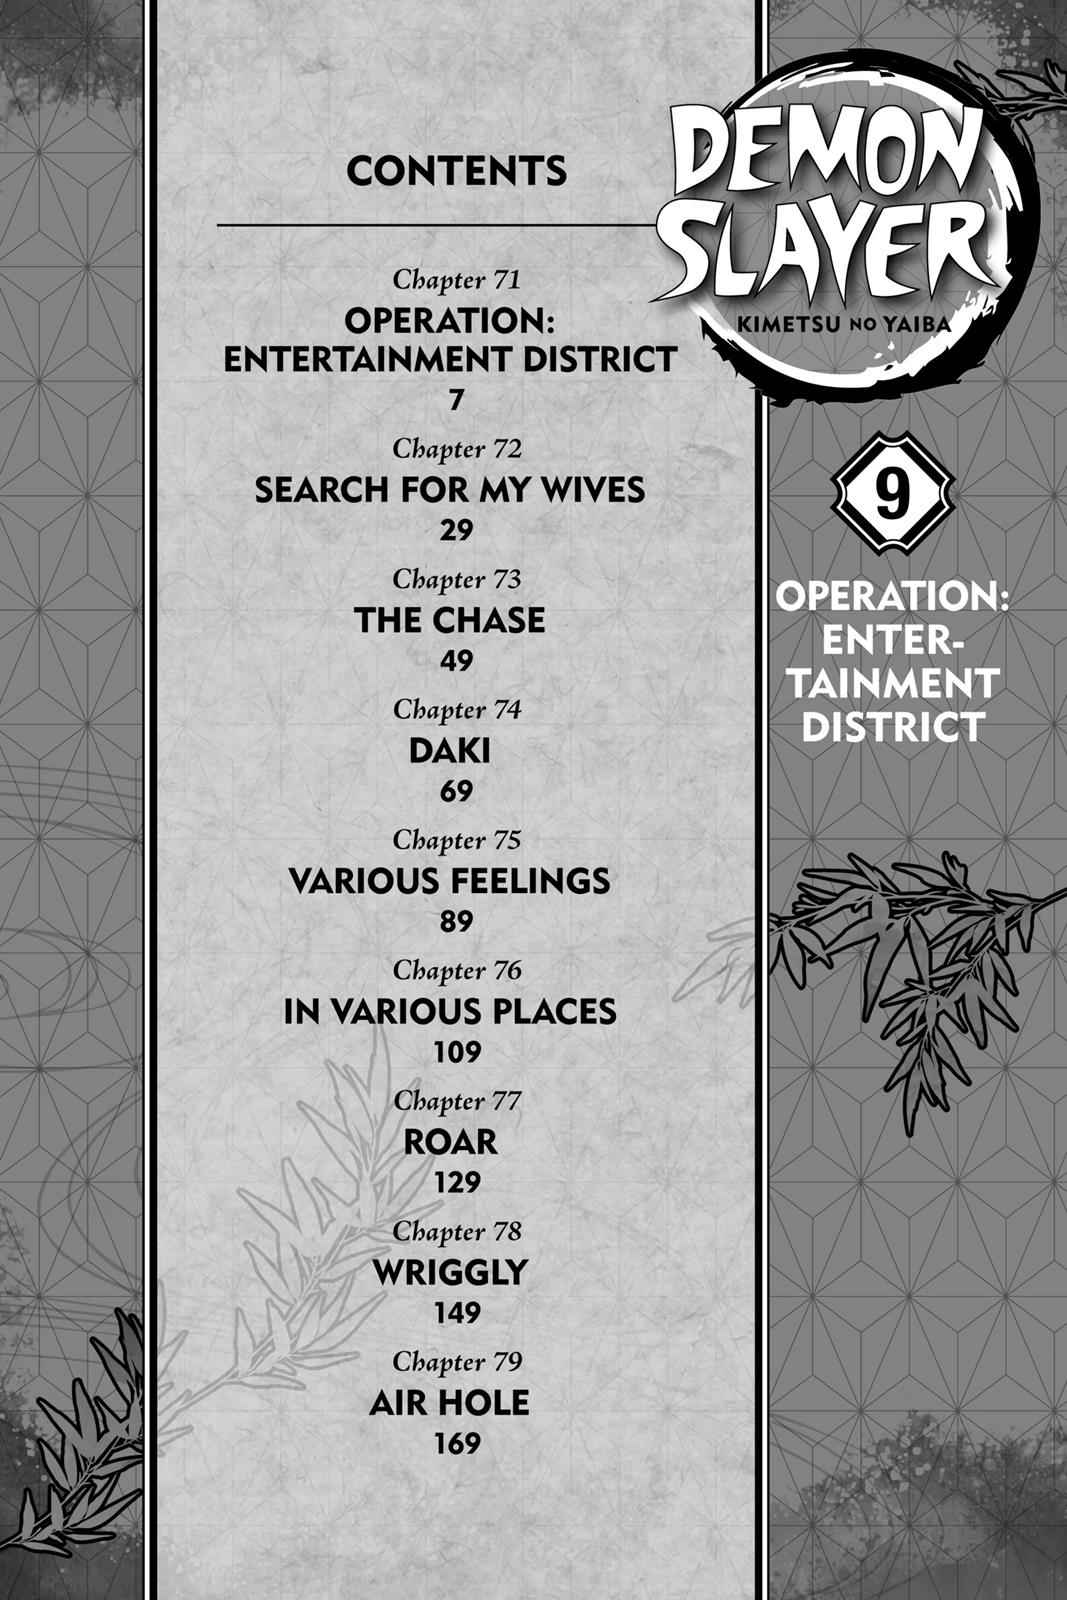 CONTENTS
Chapter 71
OPERATION:
ENTERTAINMENT DISTRICT
7
Chapter 72
SEARCH FOR MY WIVES
29
Chapter 73
THE CHASE
49
Chapter 74
DAKI
69
Chapter 75
VARIOUS FEELINGS
89
Chapter 76
IN VARIOUS PLACES
109
Chapter 77
ROAR
129
Chapter 78
WRIGGLY
149
Chapter 79
AIR HOLE
169
DEMON
SLAYER
KIMETSU NO YAIBA
9
OPERATION:
ENTER-
TAINMENT
DISTRICT